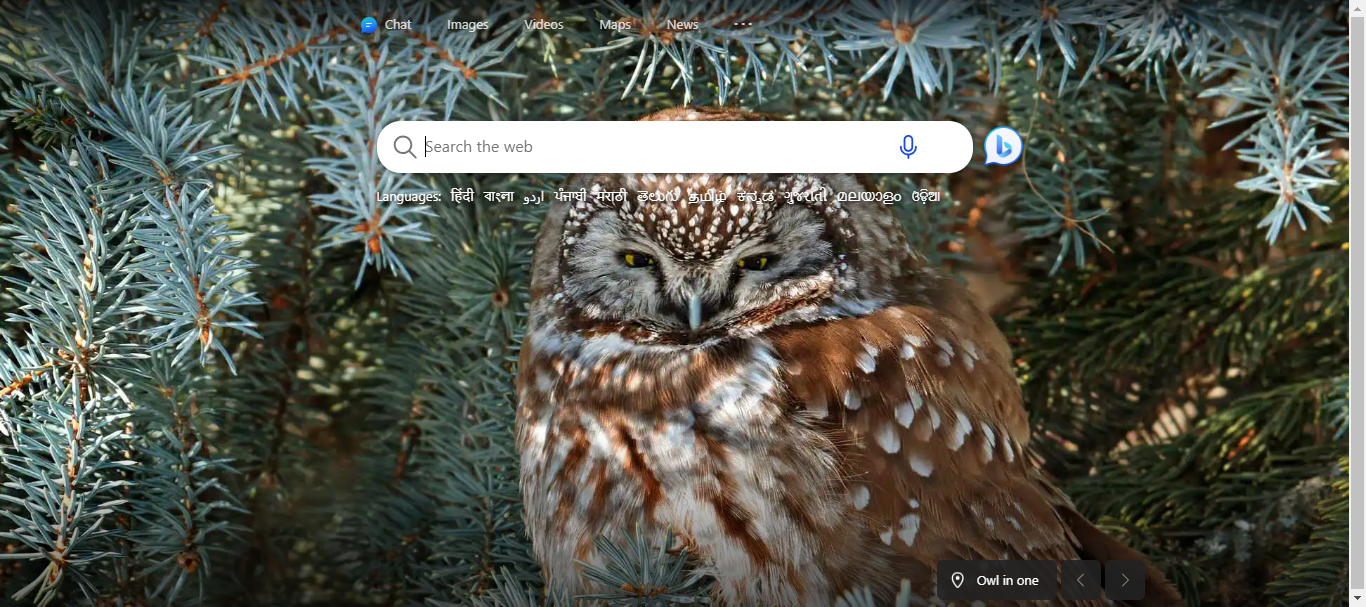 Chat Images Videos Maps News ...
Search the web
Languages: हिंदी বাংলা اردو ਪੰਜਾਬੀ मराठी తెలుగు தமிழ் ಕನ್ನಡ ગુજરાતી മലയാളം ଓଡ଼ିଆ
Owl in one